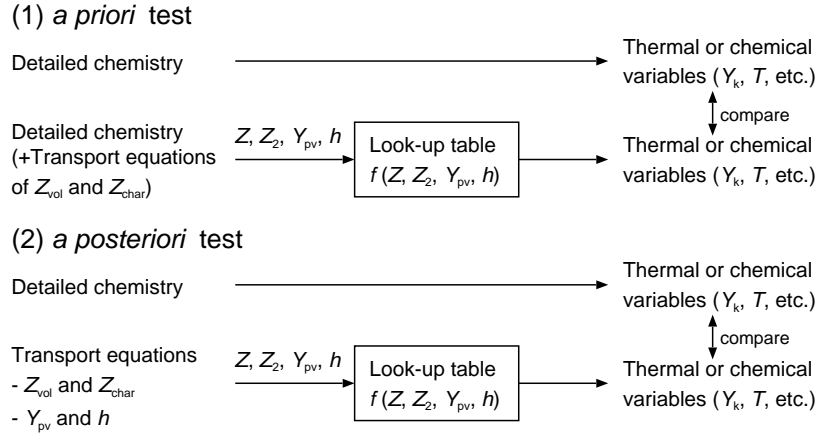 (1) a priori test
Detailed chemistry
Thermal or chemical
variables (Yk, T, etc.)
compare
Detailed chemistry
(+Transport equations
of Zvol and Zchar)
Z, Z2, Ypv, h
Look-up table
f (Z, Z2, Ypv, h)
Thermal or chemical
variables (Yk, T, etc.)
(2) a posteriori test
Detailed chemistry
Thermal or chemical
variables (Yk, T, etc.)
compare
Transport equations
- Zvol and Zchar
- Ypv and h
Z, Z2, Ypv, h
Look-up table
f (Z, Z2, Ypv, h)
Thermal or chemical
variables (Yk, T, etc.)